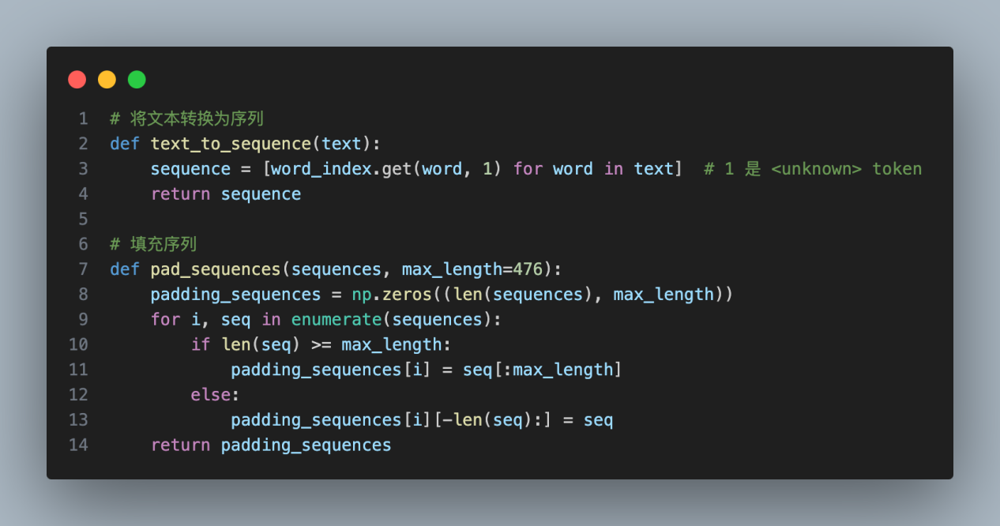 1 # 将文本转换为序列
2 def text_to_sequence(text):
3     sequence = [word_index.get(word, 1) for word in text]  # 1 是 <unknown> token
4     return sequence
5
6 # 填充序列
7 def pad_sequences(sequences, max_length=476):
8     padding_sequences = np.zeros((len(sequences), max_length))
9     for i, seq in enumerate(sequences):
10         if len(seq) >= max_length:
11             padding_sequences[i] = seq[:max_length]
12         else:
13             padding_sequences[i][-len(seq):] = seq
14     return padding_sequences